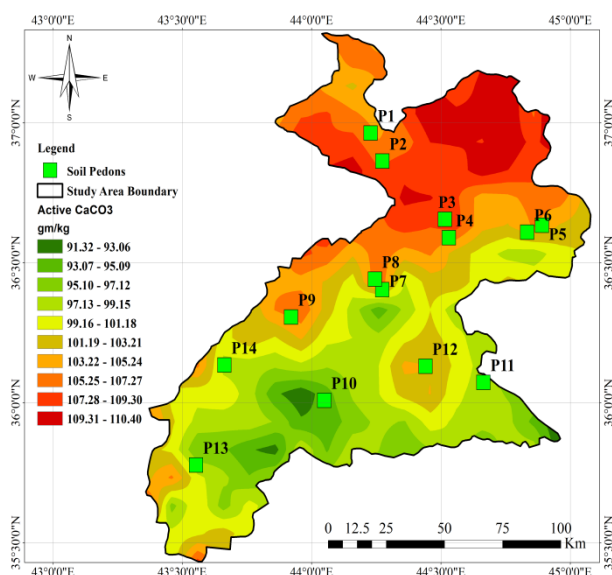 43°0'0"E 43°30'0"E 44°0'0"E 44°30'0"E 45°0'0"E
N
W E
S
37°0'0"N 37°0'0"N
P1
P2
Legend
Soil Pedons
Study Area Boundary
Active CaCO3
gm/kg
91.32 - 93.06
93.07 - 95.09
95.10 - 97.12
97.13 - 99.15
99.16 - 101.18
101.19 - 103.21
103.22 - 105.24
105.25 - 107.27
107.28 - 109.30
109.31 - 110.40
P3
P4
P6
P5
36°30'0"N 36°30'0"N
P8
P7
P9
P14
P12
P11
P10
36°0'0"N 36°0'0"N
P13
0 12.5 25 50 75 100
Km
35°30'0"N 35°30'0"N
43°0'0"E 43°30'0"E 44°0'0"E 44°30'0"E 45°0'0"E